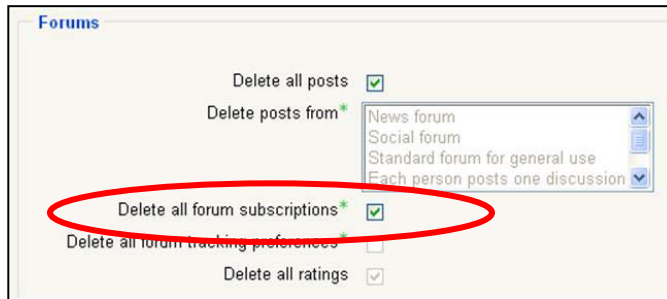 Forums
Delete all posts
Delete posts from*
News forum
Social forum
Standard forum for general use
Each person posts one discussion
Delete all forum subscriptions*
Delete all forum tracking preferences*
Delete all ratings